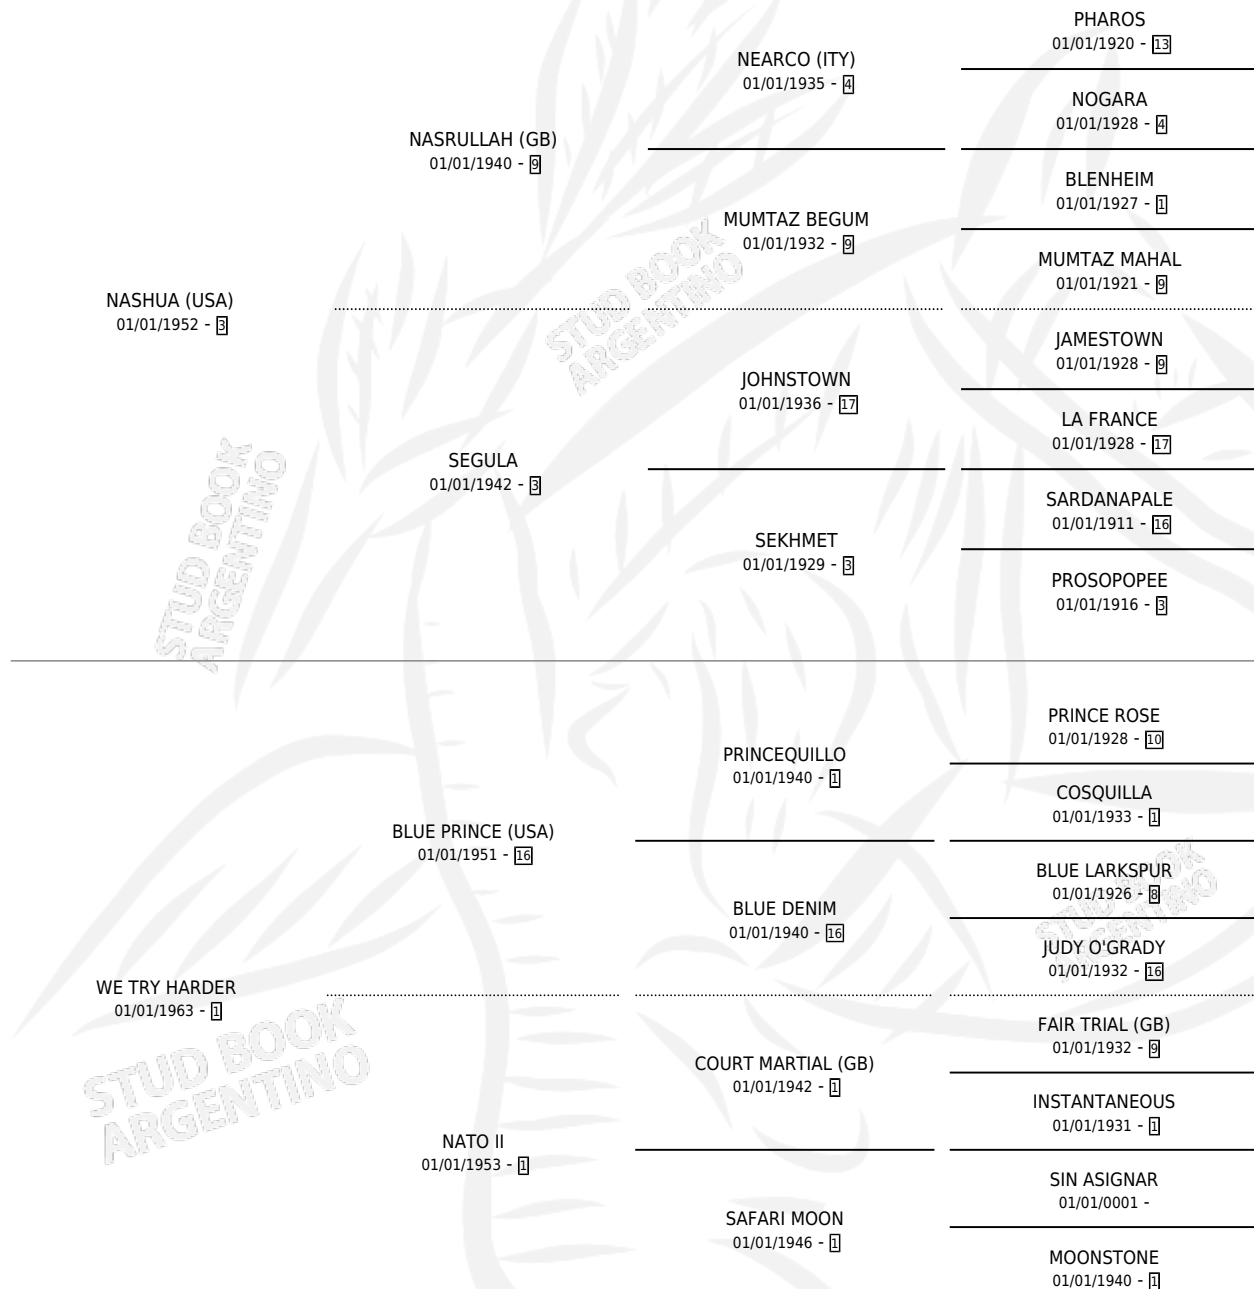 PHAROS
01/01/1920 - 13
NEARCO (ITY)
01/01/1935 - 4
NOGARA
01/01/1928 - 4
NASRULLAH (GB)
01/01/1940 - 9
BLENHEIM
01/01/1927 - 1
MUMTAZ BEGUM
01/01/1932 - 9
MUMTAZ MAHAL
01/01/1921 - 9
STUD BOOK
ARGENTINO
NASHUA (USA)
01/01/1952 - 3
JAMESTOWN
01/01/1928 - 9
JOHNSTOWN
01/01/1936 - 17
LA FRANCE
01/01/1928 - 17
SEGULA
01/01/1942 - 3
SARDANAPALE
01/01/1911 - 16
SEKHMET
01/01/1929 - 3
PROSOPOPEE
01/01/1916 - 3
STUD BOOK
ARGENTINO
PRINCE ROSE
01/01/1928 - 10
PRINCEQUILLO
01/01/1940 - 1
COSQUILLA
01/01/1933 - 1
BLUE PRINCE (USA)
01/01/1951 - 16
BLUE LARKSPUR
01/01/1926 - 8
BLUE DENIM
01/01/1940 - 16
JUDY O'GRADY
01/01/1932 - 16
STUD BOOK
ARGENTINO
WE TRY HARDER
01/01/1963 - 1
FAIR TRIAL (GB)
01/01/1932 - 9
COURT MARTIAL (GB)
01/01/1942 - 1
INSTANTANEOUS
01/01/1931 - 1
STUD BOOK
ARGENTINO
NATO II
01/01/1953 - 1
SIN ASIGNAR
01/01/0001 -
SAFARI MOON
01/01/1946 - 1
MOONSTONE
01/01/1940 - 1